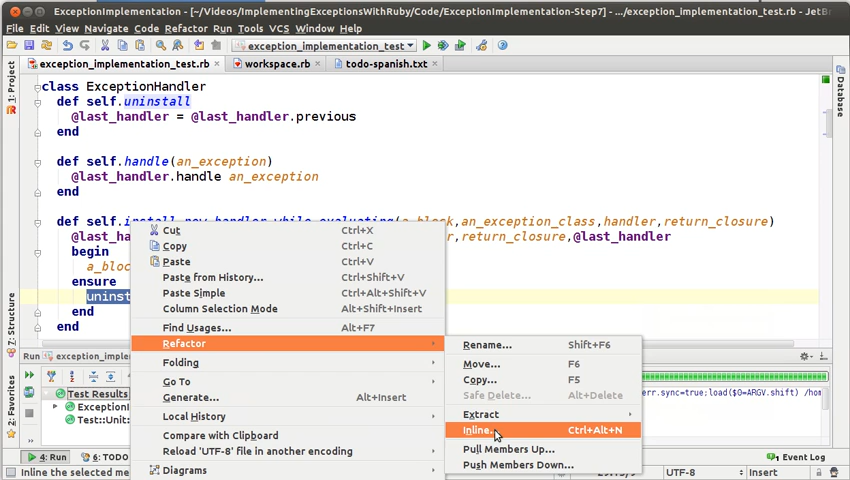 ExceptionImplementation - [~/Videos/ImplementingExceptionsWithRuby/Code/ExceptionImplementation-Step7] - .../exception_implementation_test.rb - JetBr
File Edit View Navigate Code Refactor Run Tools VCS Window Help
exception_implementation_test
exception_implementation_test.rb workspace.rb todo-spanish.txt
1: Project
Database
class ExceptionHandler
def self.uninstall
@last_handler = @last_handler.previous
end
def self.handle(an_exception)
@last_handler.handle an_exception
end
def self.install_new_handler_while_evaluating(a_block,an_exception_class,handler,return_closure)
@last_ r,return_closure,@last_handler
begin
a_bloc
ensure
uninst
end
end
Cut Ctrl+X
Copy Ctrl+C
Paste Ctrl+V
Paste from History... Ctrl+Shift+V
Paste Simple Ctrl+Alt+Shift+V
Column Selection Mode Alt+Shift+Insert
Find Usages... Alt+F7
Refactor
Folding
Go To
Generate... Alt+Insert
Local History
Compare with Clipboard
Reload 'UTF-8' file in another encoding
Diagrams
Rename... Shift+F6
Move... F6
Copy... F5
Safe Delete... Alt+Delete
Extract
Inline... Ctrl+Alt+N
Pull Members Up...
Push Members Down...
7: Structure
2: Favorites
Run exception_imple
Test Results
ExceptionI
Test::Unit:
err.sync=true;load($0=ARGV.shift) /hom
4: Run 6: TODO 1 Event Log
Inline the selected me UTF-8 Insert